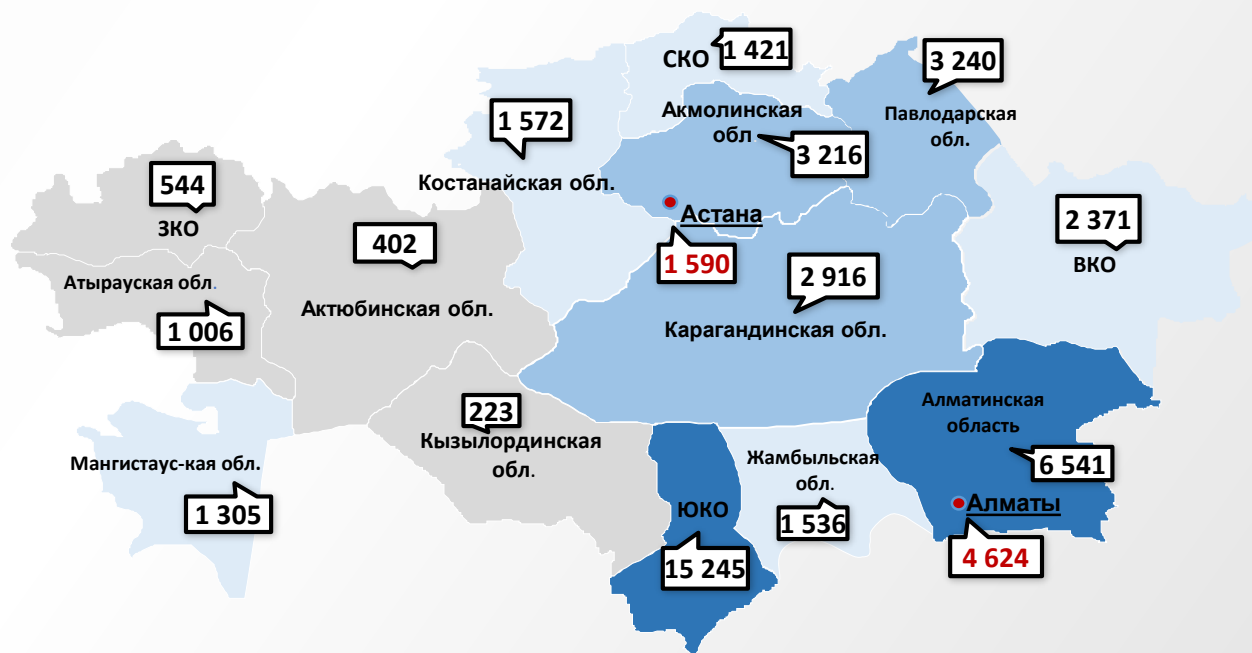 СКО
1 421
3 240
Акмолинская
обл
Павлодарская
обл.
1 572
3 216
544
Костанайская обл.
ЗКО
402
Астана
2 371
1 590
ВКО
Атырауская обл.
2 916
1 006
Актюбинская обл.
Карагандинская обл.
223
Алматинская
область
Кызылординская
обл.
Мангистаус-кая обл.
Жамбыльская
обл.
6 541
1 305
ЮКО
1 536
Алматы
15 245
4 624